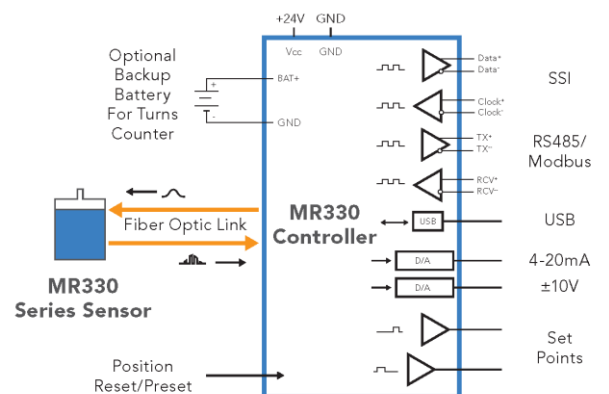 +24V GND
Vcc GND
Optional
Backup
Battery
For Turns
Counter
+
-
BAT+
GND
Data+
Data-
SSI
Clock+
Clock-
TX+
TX-
RS485/
Modbus
RCV+
RCV-
Fiber Optic Link
MR330
Controller
MR330
Series Sensor
USB
USB
D/A
4-20mA
D/A
±10V
Set
Points
Position
Reset/Preset